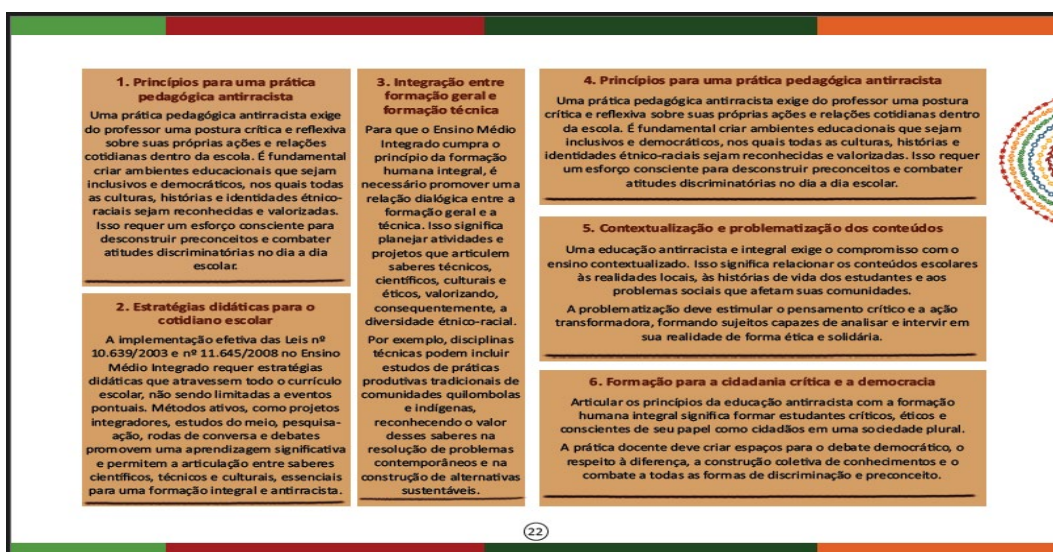 1. Princípios para uma prática
pedagógica antirracista
Uma prática pedagógica antirracista exige
do professor uma postura crítica e reflexiva
sobre suas próprias ações e relações
cotidianas dentro da escola. É fundamental
criar ambientes educacionais que sejam
inclusivos e democráticos, nos quais todas
as culturas, histórias e identidades étnico-
raciais sejam reconhecidas e valorizadas.
Isso requer um esforço consciente para
desconstruir preconceitos e combater
atitudes discriminatórias no dia a dia
escolar.
2. Estratégias didáticas para o
cotidiano escolar
A implementação efetiva das Leis nº
10.639/2003 e nº 11.645/2008 no Ensino
Médio Integrado requer estratégias
didáticas que atravessem todo o currículo
escolar, não sendo limitadas a eventos
pontuais. Métodos ativos, como projetos
integradores, estudos do meio, pesquisa-
ação, rodas de conversa e debates
promovem uma aprendizagem significativa
e permitem a articulação entre saberes
científicos, técnicos e culturais, essenciais
para uma formação integral e antirracista.
3. Integração entre
formação geral e
formação técnica
Para que o Ensino Médio
Integrado cumpra o
princípio da formação
humana integral, é
necessário promover uma
relação dialógica entre a
formação geral e a
técnica. Isso significa
planejar atividades e
projetos que articulem
saberes técnicos,
científicos, culturais e
éticos, valorizando,
consequentemente, a
diversidade étnico-racial.
Por exemplo, disciplinas
técnicas podem incluir
estudos de práticas
produtivas tradicionais de
comunidades quilombolas
e indígenas,
reconhecendo o valor
desses saberes na
resolução de problemas
contemporâneos e na
construção de alternativas
sustentáveis.
4. Princípios para uma prática pedagógica antirracista
Uma prática pedagógica antirracista exige do professor uma postura
crítica e reflexiva sobre suas próprias ações e relações cotidianas dentro
da escola. É fundamental criar ambientes educacionais que sejam
inclusivos e democráticos, nos quais todas as culturas, histórias e
identidades étnico-raciais sejam reconhecidas e valorizadas. Isso requer
um esforço consciente para desconstruir preconceitos e combater
atitudes discriminatórias no dia a dia escolar.
5. Contextualização e problematização dos conteúdos
Uma educação antirracista e integral exige o compromisso com o
ensino contextualizado. Isso significa relacionar os conteúdos escolares
às realidades locais, às histórias de vida dos estudantes e aos
problemas sociais que afetam suas comunidades.
A problematização deve estimular o pensamento crítico e a ação
transformadora, formando sujeitos capazes de analisar e intervir em
sua realidade de forma ética e solidária.
6. Formação para a cidadania crítica e a democracia
Articular os princípios da educação antirracista com a formação
humana integral significa formar estudantes críticos, éticos e
conscientes de seu papel como cidadãos em uma sociedade plural.
A prática docente deve criar espaços para o debate democrático, o
respeito à diferença, a construção coletiva de conhecimentos e o
combate a todas as formas de discriminação e preconceito.
22